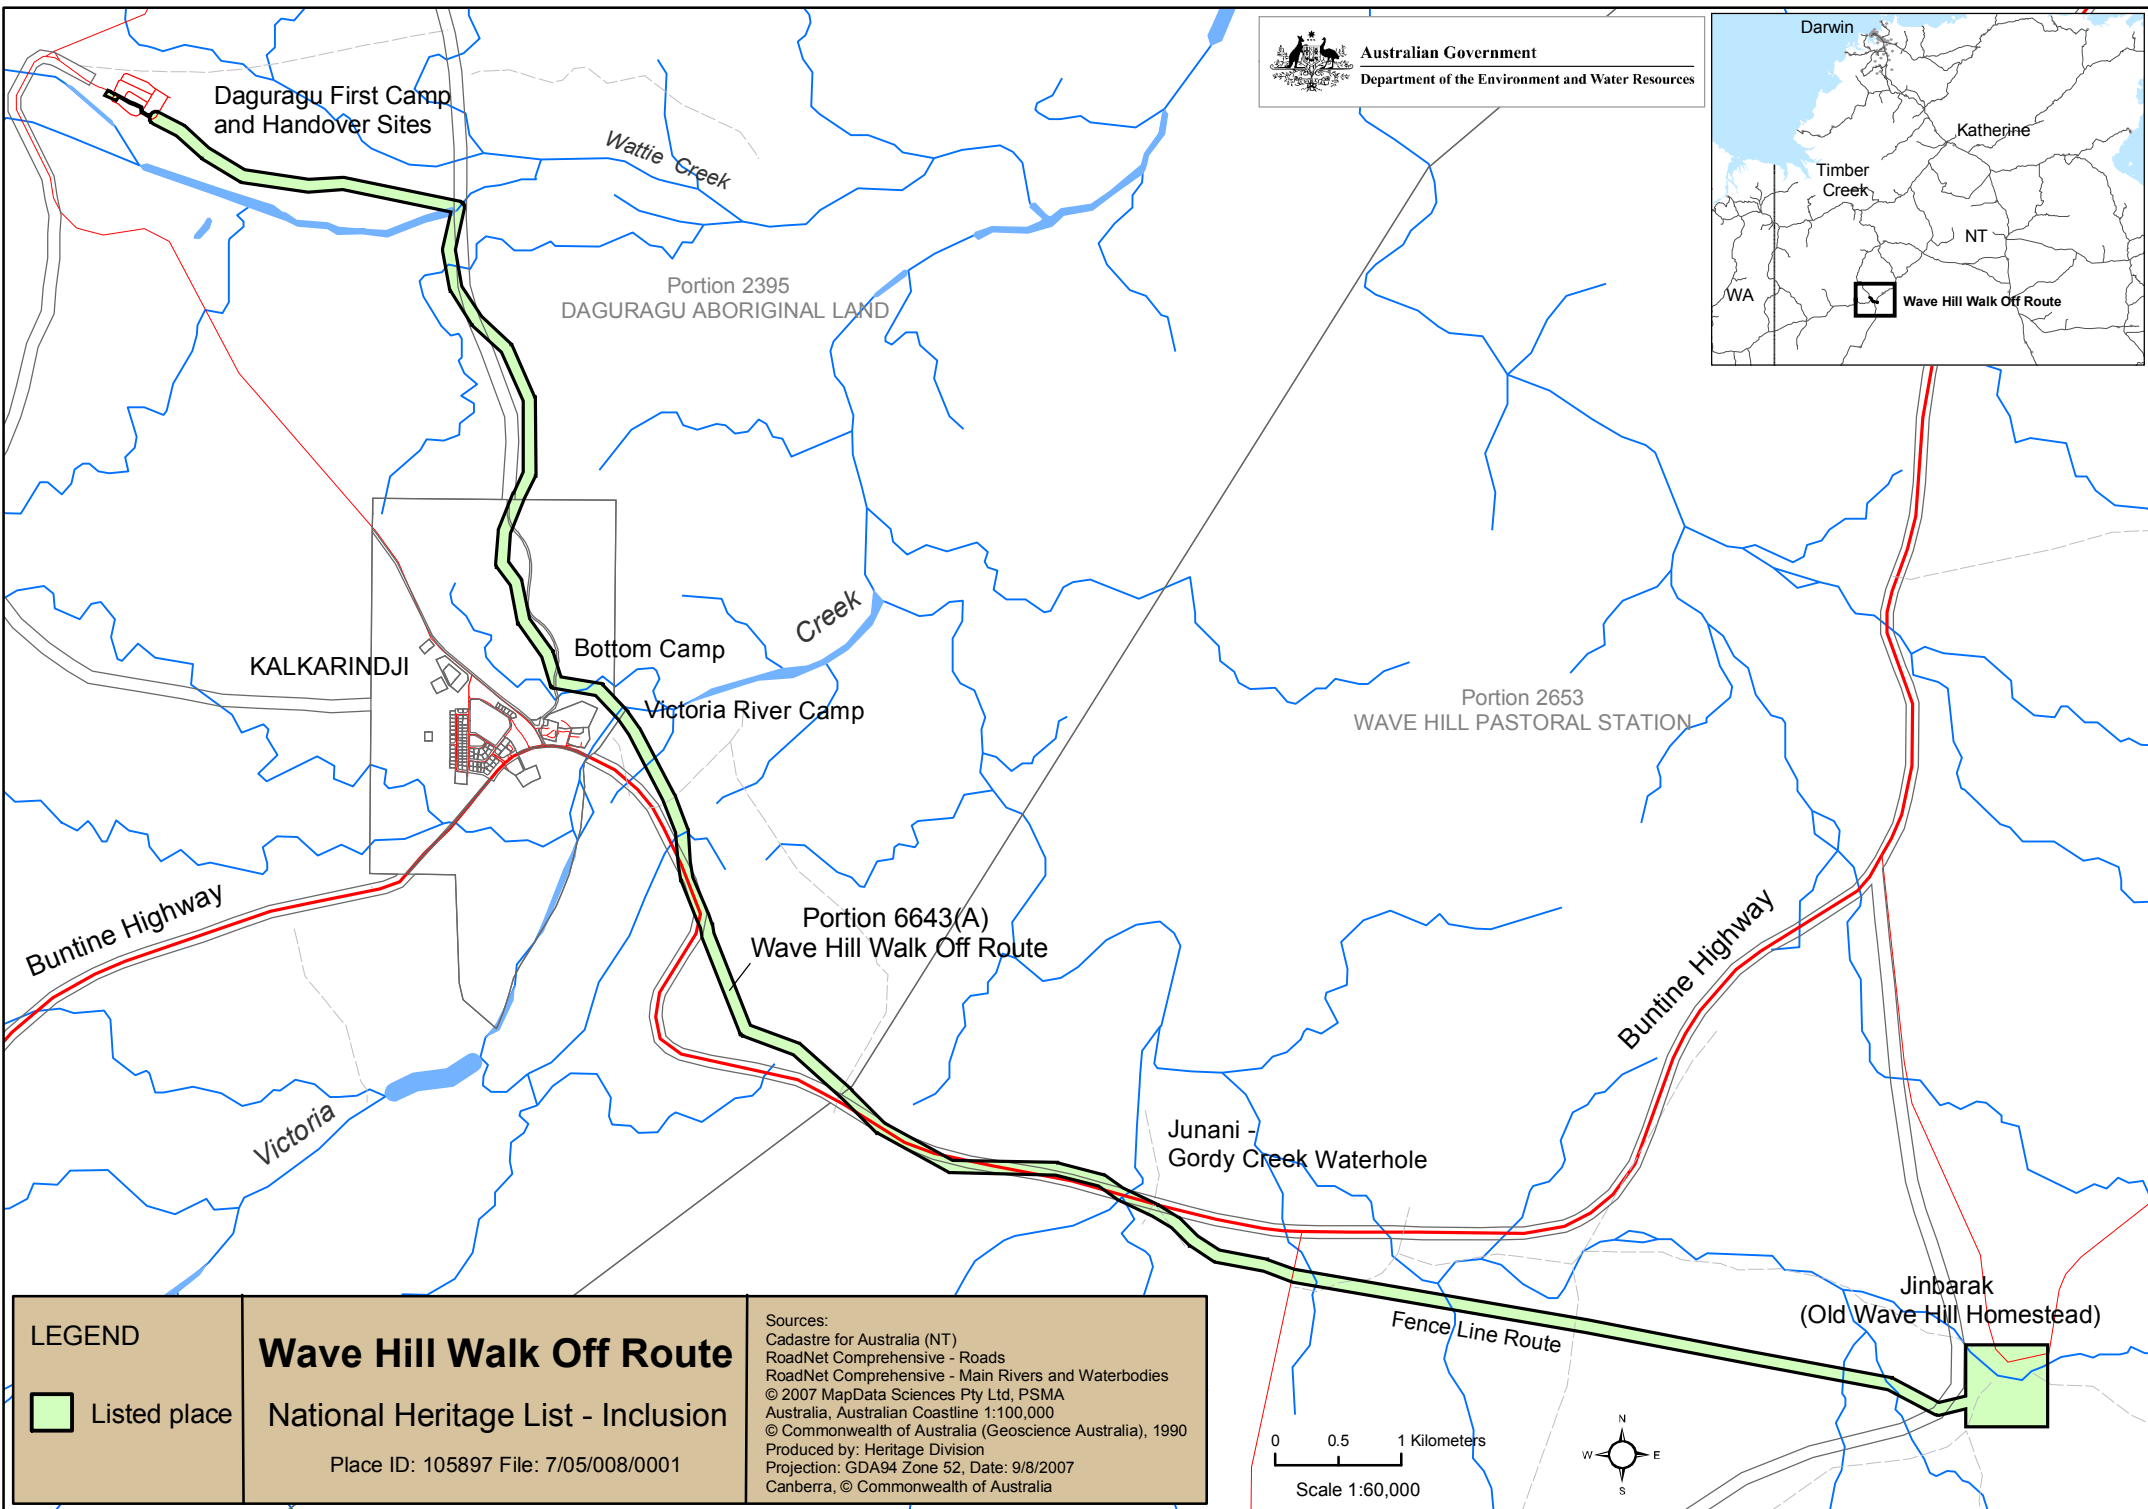 Daguragu First Camp
and Handover Sites
Wattie Creek
Australian Government
Department of the Environment and Water Resources
Darwin
Katherine
Timber
Creek
NT
WA
Wave Hill Walk Off Route
Portion 2395
DAGURAGU ABORIGINAL LAND
Creek
Bottom Camp
KALKARINDJI
Victoria River Camp
Portion 2653
WAVE HILL PASTORAL STATION
Buntine Highway
Portion 6643(A)
Wave Hill Walk Off Route
Buntine Highway
Victoria
Junani -
Gordy Creek Waterhole
Jinbarak
(Old Wave Hill Homestead)
Fence Line Route
LEGEND
Listed place
Wave Hill Walk Off Route
National Heritage List - Inclusion
Place ID: 105897 File: 7/05/008/0001
Sources:
Cadastre for Australia (NT)
RoadNet Comprehensive - Roads
RoadNet Comprehensive - Main Rivers and Waterbodies
© 2007 MapData Sciences Pty Ltd, PSMA
Australia, Australian Coastline 1:100,000
© Commonwealth of Australia (Geoscience Australia), 1990
Produced by: Heritage Division
Projection: GDA94 Zone 52, Date: 9/8/2007
Canberra, © Commonwealth of Australia
0 0.5 1 Kilometers
Scale 1:60,000
N
W E
S